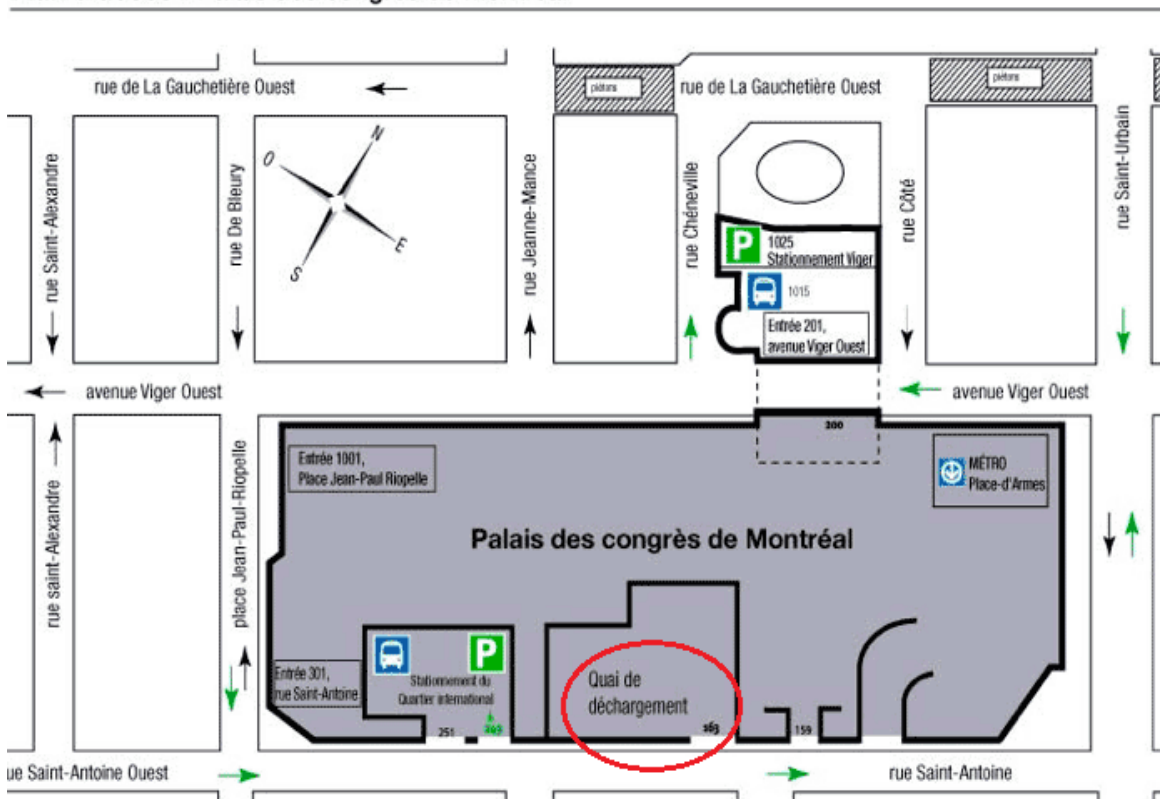 rue de La Gauchetière Ouest
piétons
rue de La Gauchetière Ouest
piétons
rue Saint-Alexandre
rue De Bleury
N
O
E
S
rue Jeanne-Mance
rue Chéneville
rue Côté
rue Saint-Urbain
P
1025
Stationnement Viger
1015
Entrée 201,
avenue Viger Ouest
avenue Viger Ouest
avenue Viger Ouest
rue saint-Alexandre
place Jean-Paul-Riopelle
Entrée 1001,
Place Jean-Paul Riopelle
200
MÉTRO
Place-d'Armes
Palais des congrès de Montréal
Entrée 301,
rue Saint-Antoine
P
Stationnement du
Quartier international
251
249
Quai de
déchargement
163
159
ue Saint-Antoine Ouest
rue Saint-Antoine